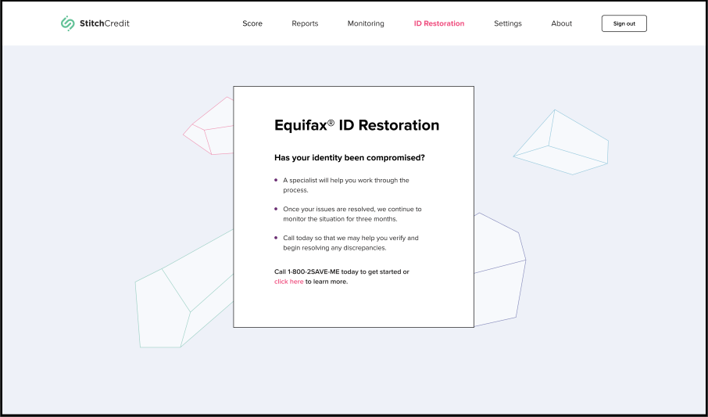 StitchCredit
Score Reports Monitoring ID Restoration Settings About Sign out
Equifax® ID Restoration
Has your identity been compromised?
A specialist will help you work through the
process.
Once your issues are resolved, we continue to
monitor the situation for three months.
Call today so that we may help you verify and
begin resolving any discrepancies.
Call 1-800-2SAVE-ME today to get started or
click here to learn more.